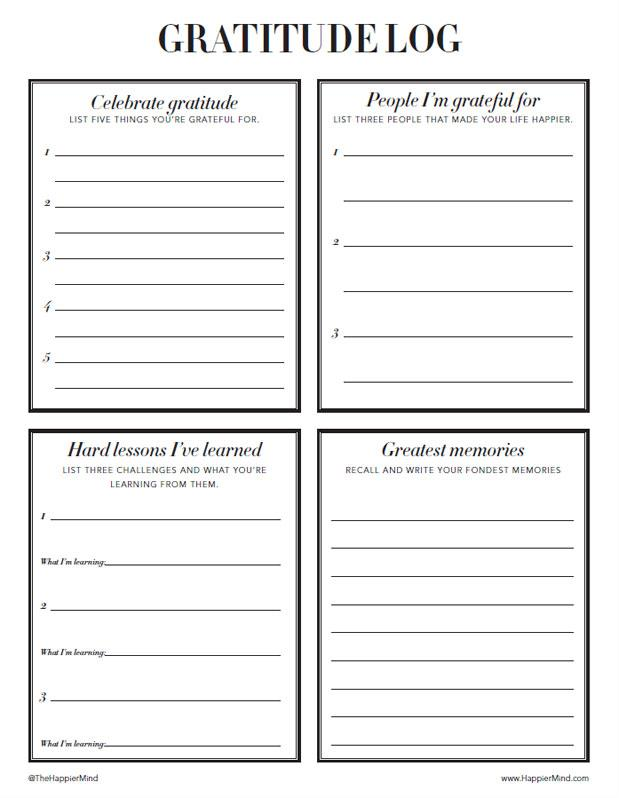 GRATITUDE LOG
Celebrate gratitude
LIST FIVE THINGS YOU'RE GRATEFUL FOR.
1
2
3
4
5
People I'm grateful for
LIST THREE PEOPLE THAT MADE YOUR LIFE HAPPIER.
1
2
3
Hard lessons I've learned
LIST THREE CHALLENGES AND WHAT YOU'RE
LEARNING FROM THEM.
1
What I'm learning:
2
What I'm learning:
3
What I'm learning:
Greatest memories
RECALL AND WRITE YOUR FONDEST MEMORIES
@TheHappierMind
www.HappierMind.com